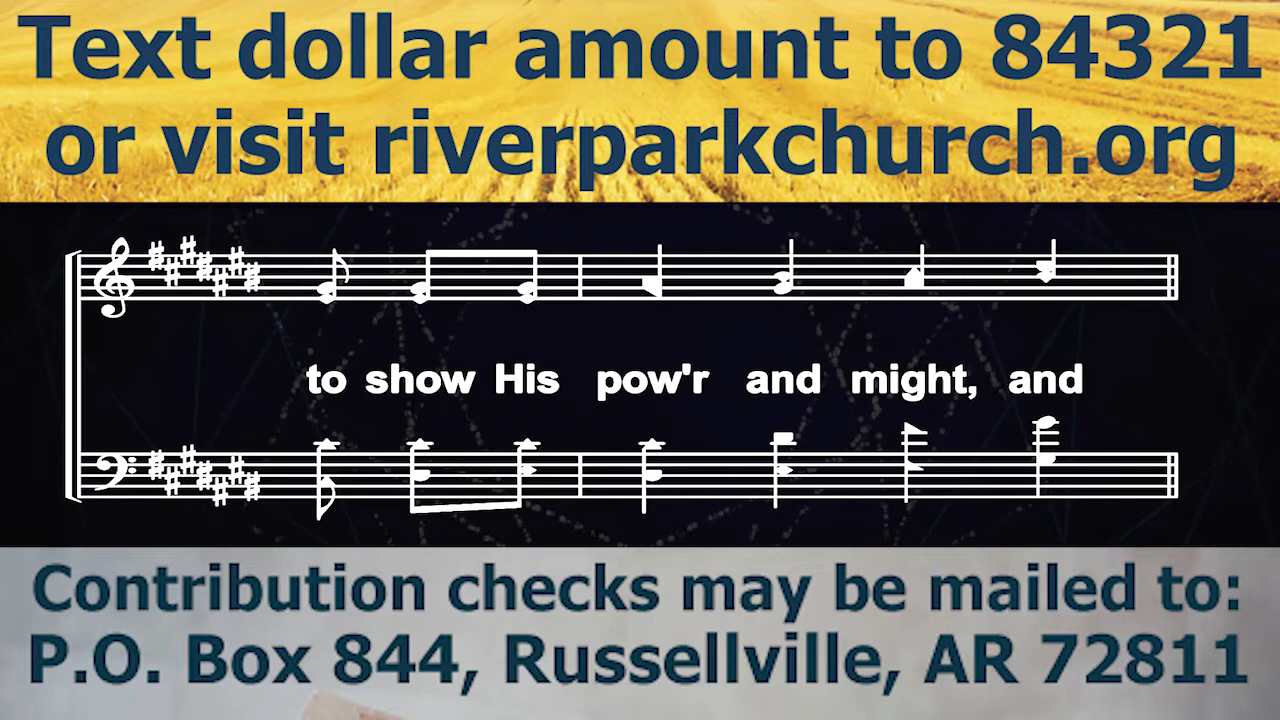 Text dollar amount to 84321
or visit riverparkchurch.org
to show His pow'r and might, and
Contribution checks may be mailed to:
P.O. Box 844, Russellville, AR 72811